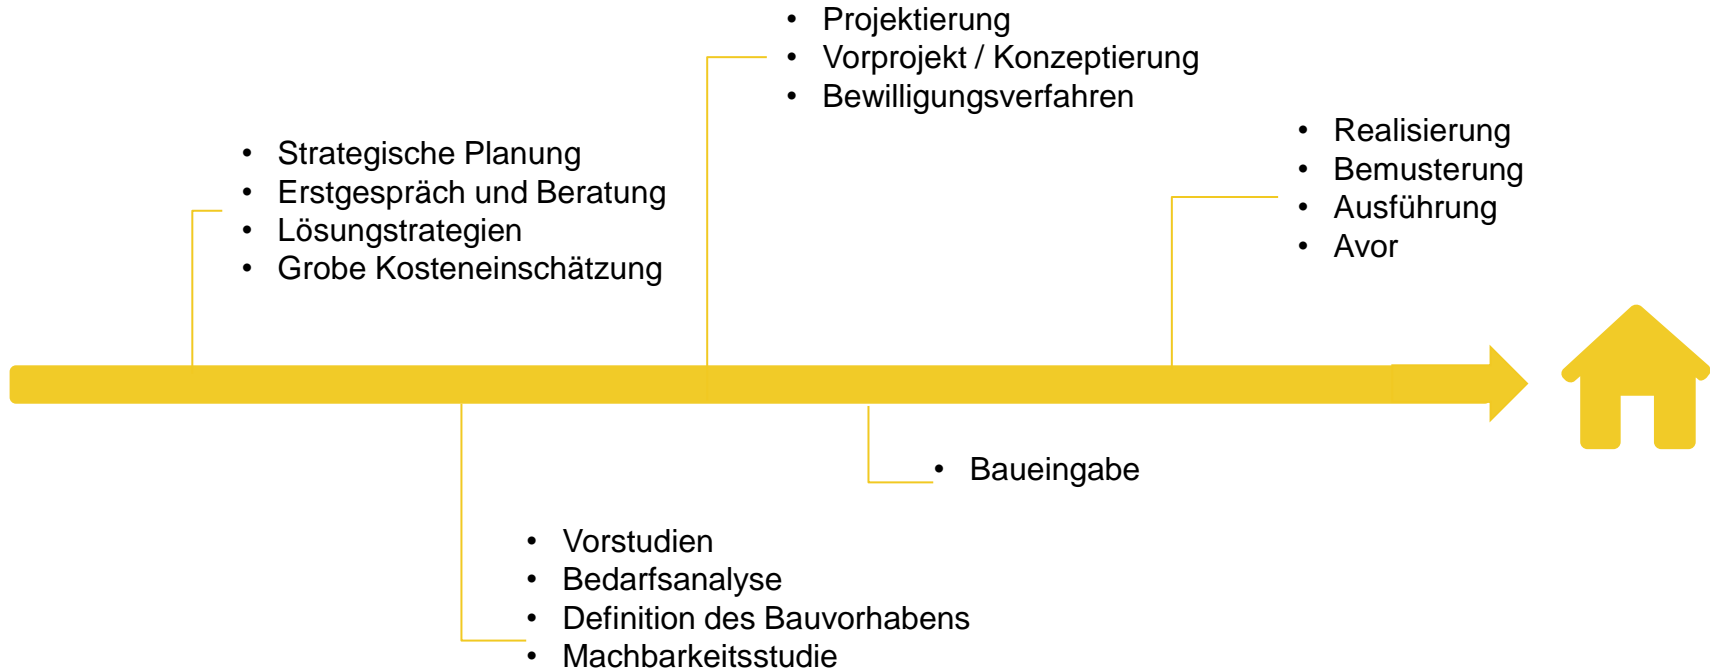 • Strategische Planung
• Erstgespräch und Beratung
• Lösungstrategien
• Grobe Kosteneinschätzung
• Vorstudien
• Bedarfsanalyse
• Definition des Bauvorhabens
• Machbarkeitsstudie
• Projektierung
• Vorprojekt / Konzeptierung
• Bewilligungsverfahren
• Baueingabe
• Realisierung
• Bemusterung
• Ausführung
• Avor